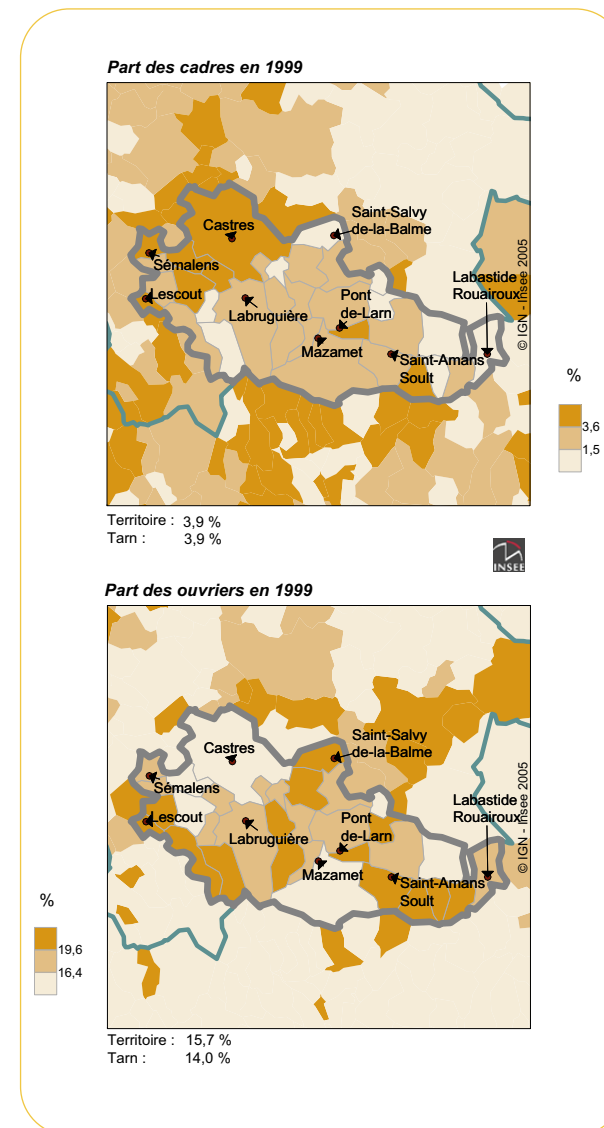 Part des cadres en 1999
Castres
Saint-Salvy
de-la-Balme
Sémalens
Lescout
Labruguière
Pont
de-Larn
Mazamet
Saint-Amans
Soult
Labastide
Rouairoux
© IGN - Insee 2005
%
3,6
1,5
Territoire : 3,9 %
Tarn : 3,9 %
INSEE
Part des ouvriers en 1999
Castres
Saint-Salvy
de-la-Balme
Sémalens
Lescout
Labruguière
Pont
de-Larn
Mazamet
Saint-Amans
Soult
Labastide
Rouairoux
© IGN - Insee 2005
%
19,6
16,4
Territoire : 15,7 %
Tarn : 14,0 %